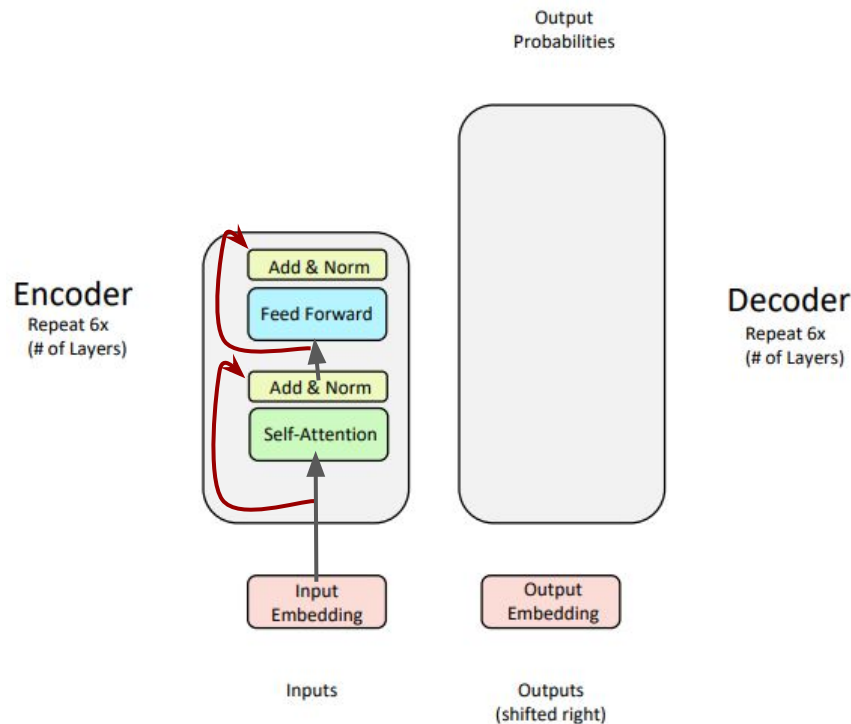 Output
Probabilities
Encoder
Repeat 6x
(# of Layers)
Add & Norm
Feed Forward
Add & Norm
Self-Attention
Input
Embedding
Inputs
Decoder
Repeat 6x
(# of Layers)
Output
Embedding
Outputs
(shifted right)